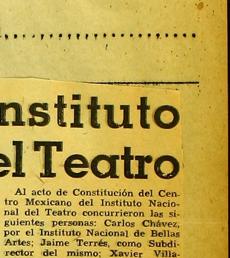 nstituto
el Teatro
Al acto de Constitución del Cen-
tro Mexicano del Instituto Nacio-
nal del Teatro concurrieron las si-
guientes personas: Carlos Chávez,
por el Instituto Nacional de Bellas
Artes; Jaime Terrés, como Subdi-
rector del mismo; Xavier Villa-